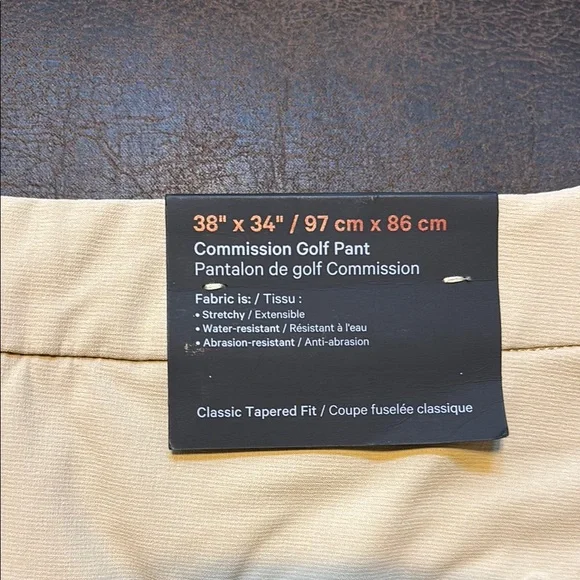 38" x 34" / 97 cm x 86 cm
Commission Golf Pant
Pantalon de golf Commission
Fabric is: / Tissu :
• Stretchy / Extensible
• Water-resistant / Résistant à l'eau
• Abrasion-resistant / Anti-abrasion
Classic Tapered Fit / Coupe fuselée classique